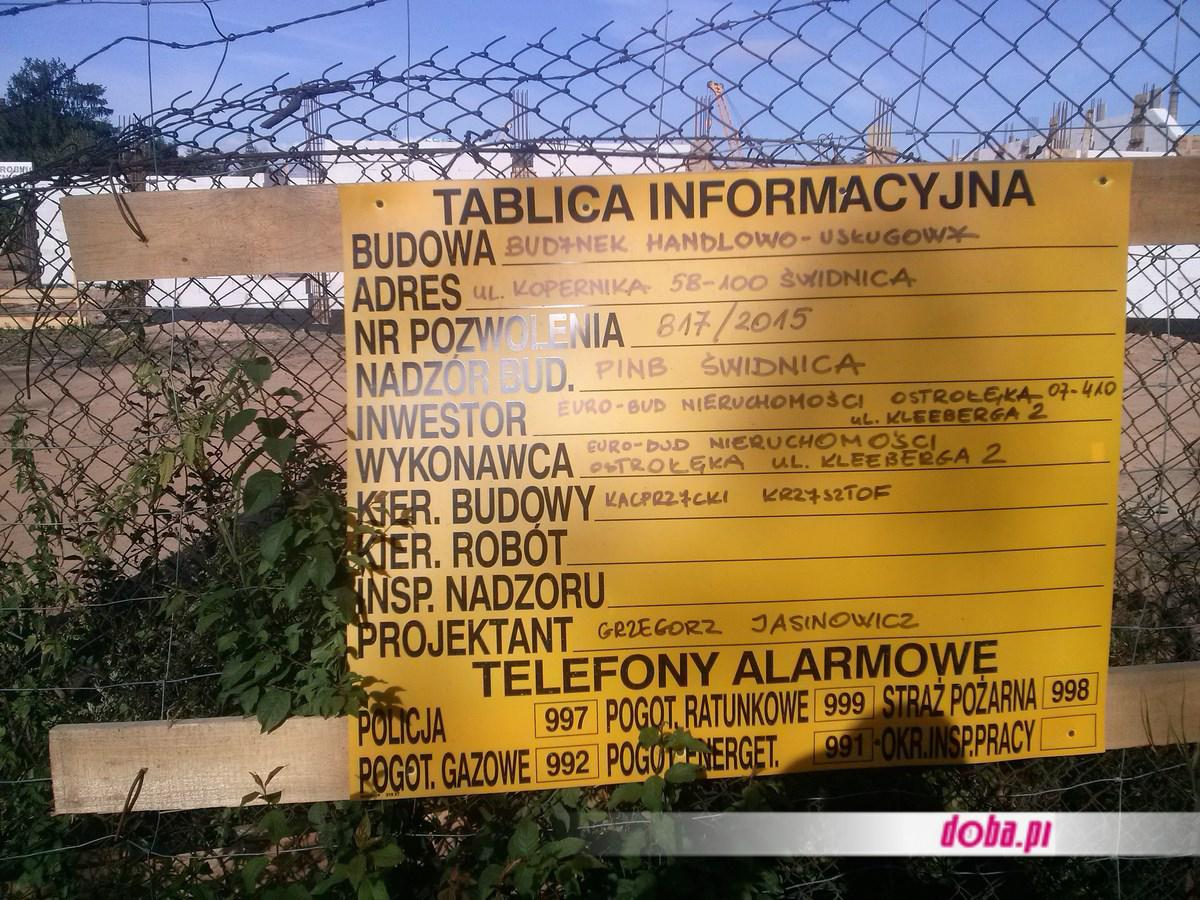 TABLICA INFORMACYJNA
BUDOWA BUDYNEK HANDLOWO-USŁUGOWY
ADRES UL. KOPERNIKA 58-100 ŚWIDNICA
NR POZWOLENIA 817/2015
NADZÓR BUD. PINB ŚWIDNICA
INWESTOR EURO-BUD NIERUCHOMOŚCI OSTROŁĘKA 07-410
UL. KLEEBERGA 2
WYKONAWCA EURO-BUD NIERUCHOMOŚCI
OSTROŁĘKA UL. KLEEBERGA 2
KIER. BUDOWY KACPRZYCKI KRZYSZTOF
KIER. ROBÓT
INSP. NADZORU
PROJEKTANT GRZEGORZ JASINOWICZ
TELEFONY ALARMOWE
POLICJA 997 POGOT. RATUNKOWE 999 STRAŻ POŻARNA 998
POGOT. GAZOWE 992 POGOT. ENERGET. 991 OKR.INSP.PRACY
doba.pl